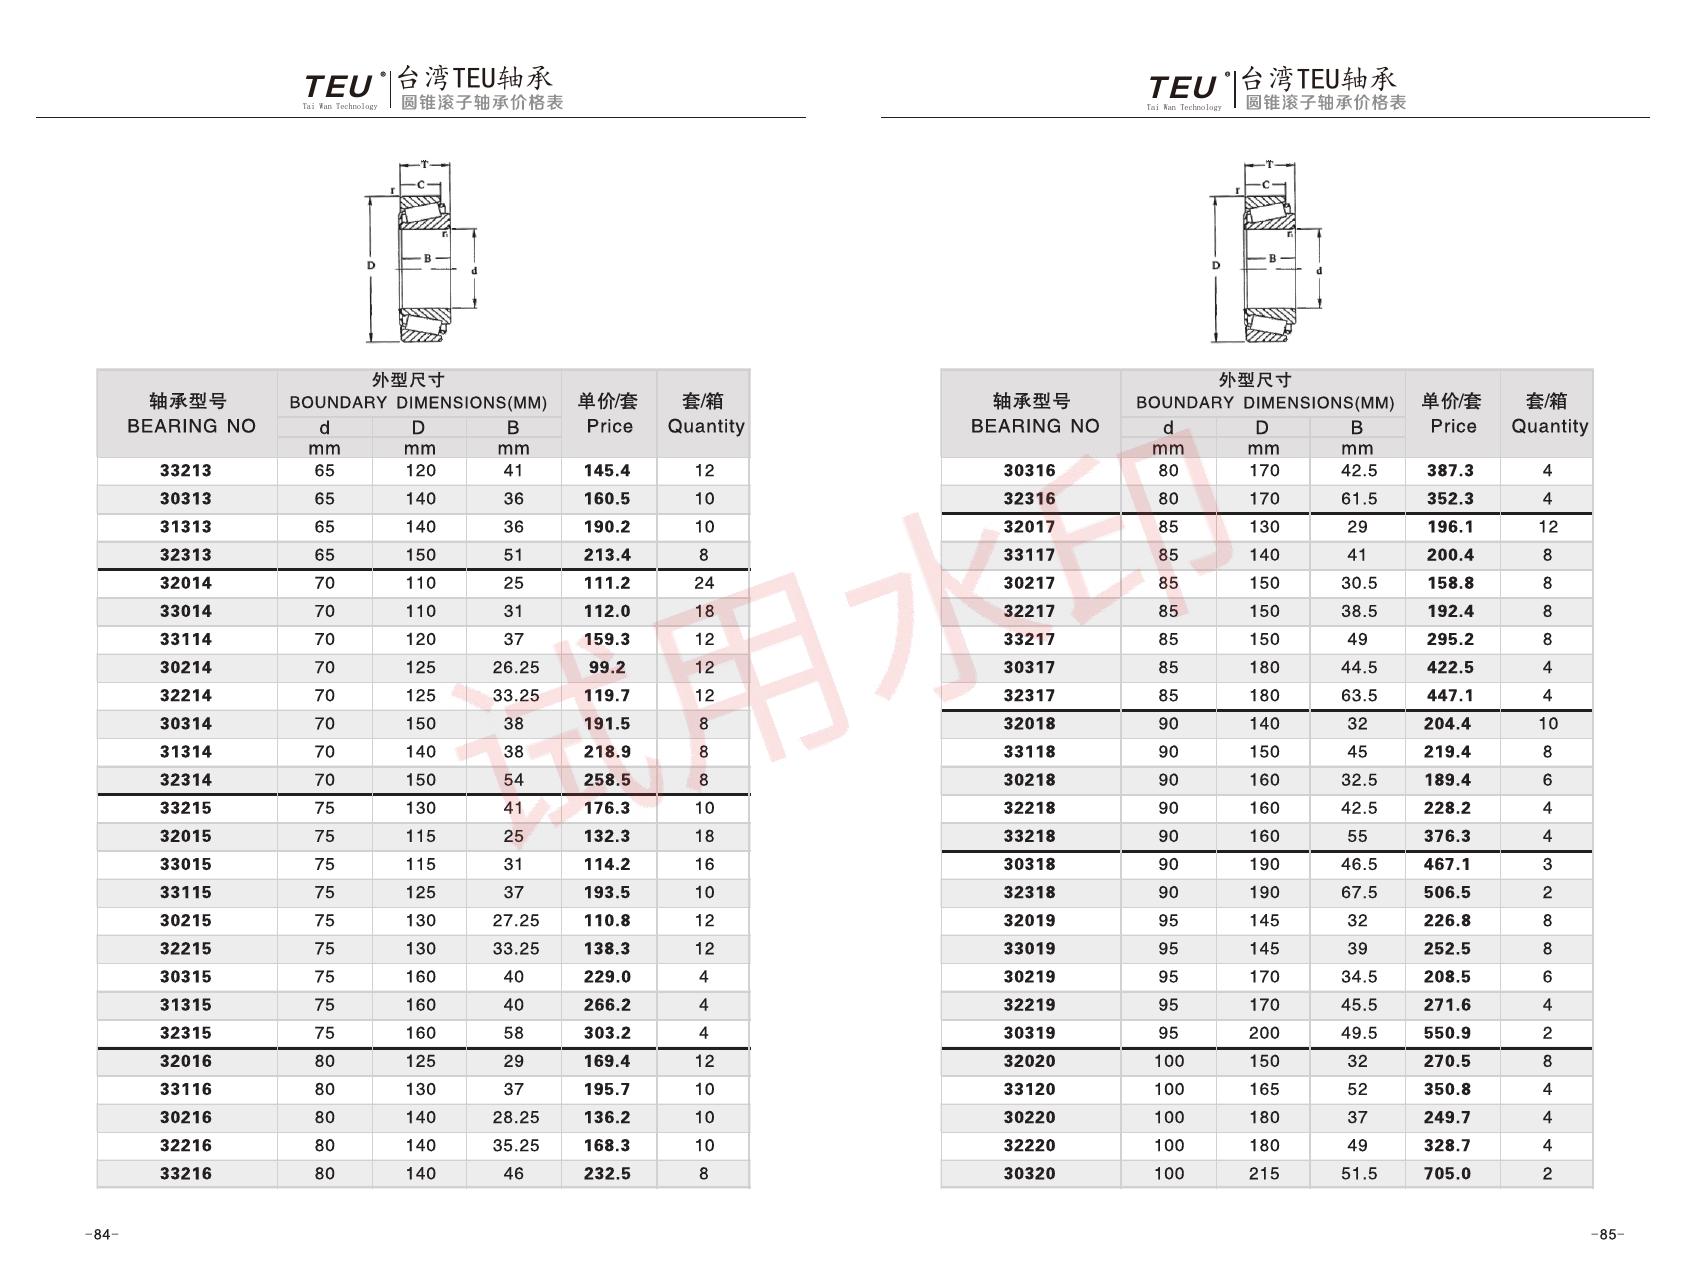 TEU® 台湾TEU轴承
Tai Wan Technology 圆锥滚子轴承价格表
T
C
r
r₁
D
B
d
轴承型号 外型尺寸 单价/套 套/箱
BEARING NO BOUNDARY DIMENSIONS(MM) Price Quantity
d D B
mm mm mm
33213 65 120 41 145.4 12
30313 65 140 36 160.5 10
31313 65 140 36 190.2 10
32313 65 150 51 213.4 8
32014 70 110 25 111.2 24
33014 70 110 31 112.0 18
33114 70 120 37 159.3 12
30214 70 125 26.25 99.2 12
32214 70 125 33.25 119.7 12
30314 70 150 38 191.5 8
31314 70 140 38 218.9 8
32314 70 150 54 258.5 8
33215 75 130 41 176.3 10
32015 75 115 25 132.3 18
33015 75 115 31 114.2 16
33115 75 125 37 193.5 10
30215 75 130 27.25 110.8 12
32215 75 130 33.25 138.3 12
30315 75 160 40 229.0 4
31315 75 160 40 266.2 4
32315 75 160 58 303.2 4
32016 80 125 29 169.4 12
33116 80 130 37 195.7 10
30216 80 140 28.25 136.2 10
32216 80 140 35.25 168.3 10
33216 80 140 46 232.5 8
-84-
TEU® 台湾TEU轴承
Tai Wan Technology 圆锥滚子轴承价格表
T
C
r
r₁
D
B
d
轴承型号 外型尺寸 单价/套 套/箱
BEARING NO BOUNDARY DIMENSIONS(MM) Price Quantity
d D B
mm mm mm
30316 80 170 42.5 387.3 4
32316 80 170 61.5 352.3 4
32017 85 130 29 196.1 12
33117 85 140 41 200.4 8
30217 85 150 30.5 158.8 8
32217 85 150 38.5 192.4 8
33217 85 150 49 295.2 8
30317 85 180 44.5 422.5 4
32317 85 180 63.5 447.1 4
32018 90 140 32 204.4 10
33118 90 150 45 219.4 8
30218 90 160 32.5 189.4 6
32218 90 160 42.5 228.2 4
33218 90 160 55 376.3 4
30318 90 190 46.5 467.1 3
32318 90 190 67.5 506.5 2
32019 95 145 32 226.8 8
33019 95 145 39 252.5 8
30219 95 170 34.5 208.5 6
32219 95 170 45.5 271.6 4
30319 95 200 49.5 550.9 2
32020 100 150 32 270.5 8
33120 100 165 52 350.8 4
30220 100 180 37 249.7 4
32220 100 180 49 328.7 4
30320 100 215 51.5 705.0 2
-85-
试用水印